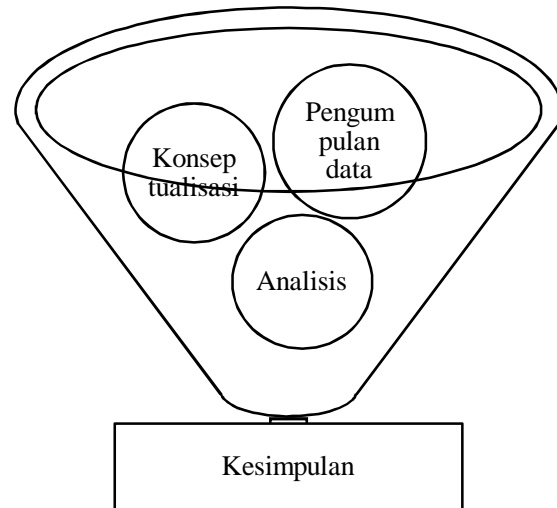 Konsep
tualisasi
Pengum
pulan
data
Analisis
Kesimpulan